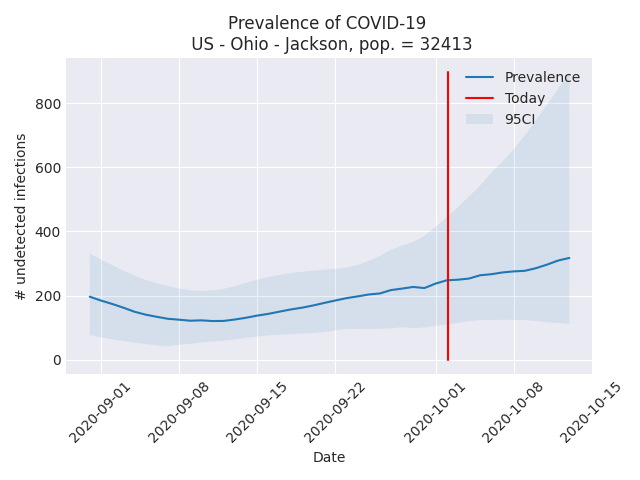 Prevalence of COVID-19
US - Ohio - Jackson, pop. = 32413
# undetected infections
800
600
400
200
0
Prevalence
Today
95CI
2020-09-01
2020-09-08
2020-09-15
2020-09-22
2020-10-01
2020-10-08
2020-10-15
Date